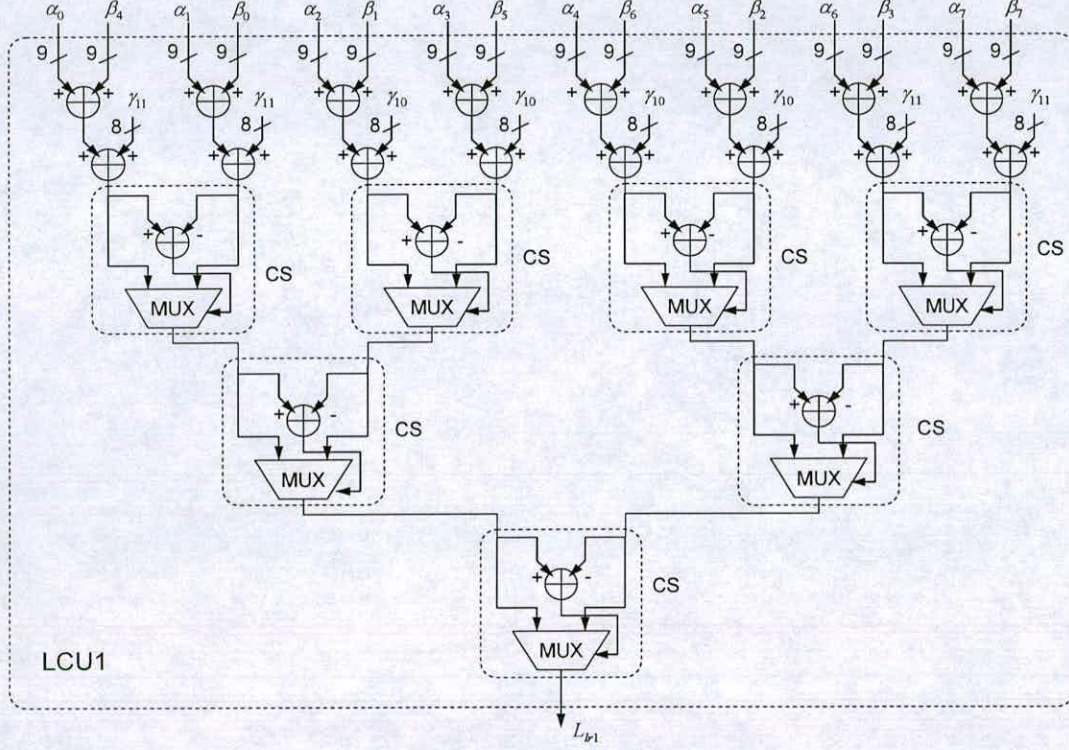 α0 β4 α1 β0 α2 β1 α3 β5 α4 β6 α5 β2 α6 β3 α7 β7
9 9 9 9 9 9 9 9 9 9 9 9 9 9 9 9
+ + + + + + + + + + + + + + + +
γ11 γ11 γ10 γ10 γ10 γ10 γ11 γ11
8 8 8 8 8 8 8 8
+ + + + + + + + + + + + + + + +
+ - + - + - + -
CS CS CS CS
MUX MUX MUX MUX
+ - + -
CS CS
MUX MUX
+ -
CS
MUX
LCU1